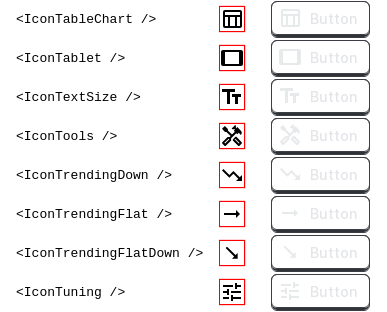 <IconTableChart /> Button
<IconTablet /> Button
<IconTextSize /> Button
<IconTools /> Button
<IconTrendingDown /> Button
<IconTrendingFlat /> Button
<IconTrendingFlatDown /> Button
<IconTuning /> Button